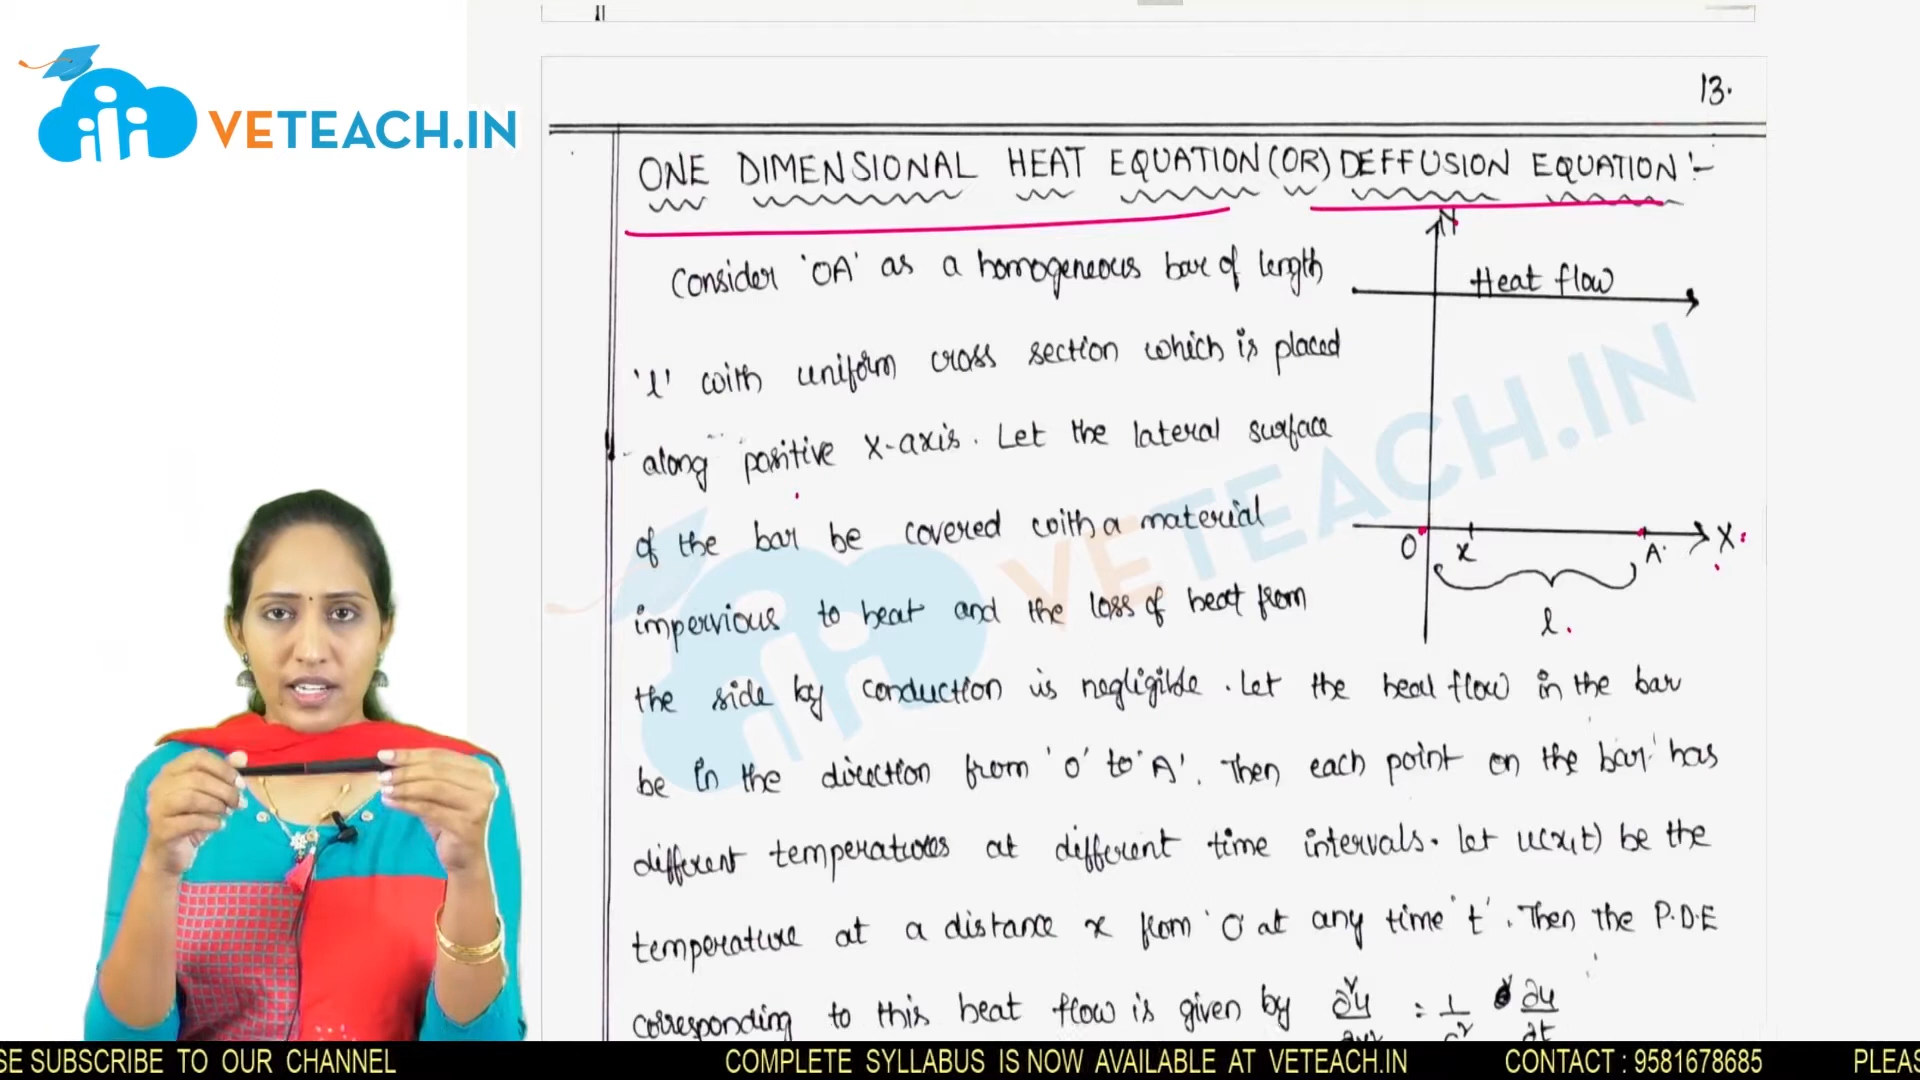 VETEACH.IN
13.
ONE DIMENSIONAL HEAT EQUATION (OR) DEFFUSION EQUATION :-
Consider 'OA' as a homogeneous bar of length
'l' with uniform cross section which is placed
along positive X-axis. Let the lateral surface
of the bar be covered with a material
impervious to heat and the loss of heat from
the side by conduction is negligible. Let the heat flow in the bar
be in the direction from 'O' to 'A'. Then each point on the bar has
different temperatures at different time intervals. let u(x,t) be the
temperature at a distance x from 'O' at any time 't'. Then the P.D.E
corresponding to this heat flow is given by ∂²u = 1 ∂u
∂x² c² ∂t
Y
Heat flow
O x A. X
l.
VETEACH.IN
SE SUBSCRIBE TO OUR CHANNEL COMPLETE SYLLABUS IS NOW AVAILABLE AT VETEACH.IN CONTACT : 9581678685 PLEAS